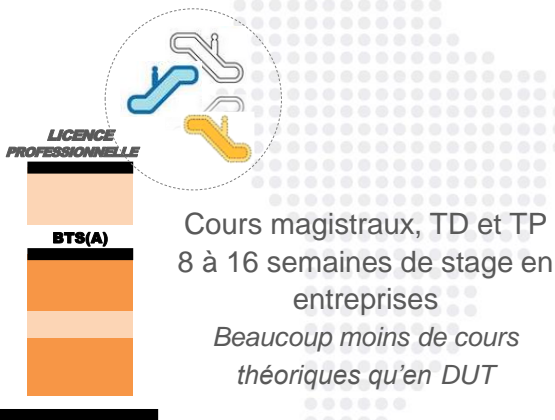 LICENCE
PROFESSIONNELLE
BTS(A)
Cours magistraux, TD et TP
8 à 16 semaines de stage en
entreprises
Beaucoup moins de cours
théoriques qu'en DUT